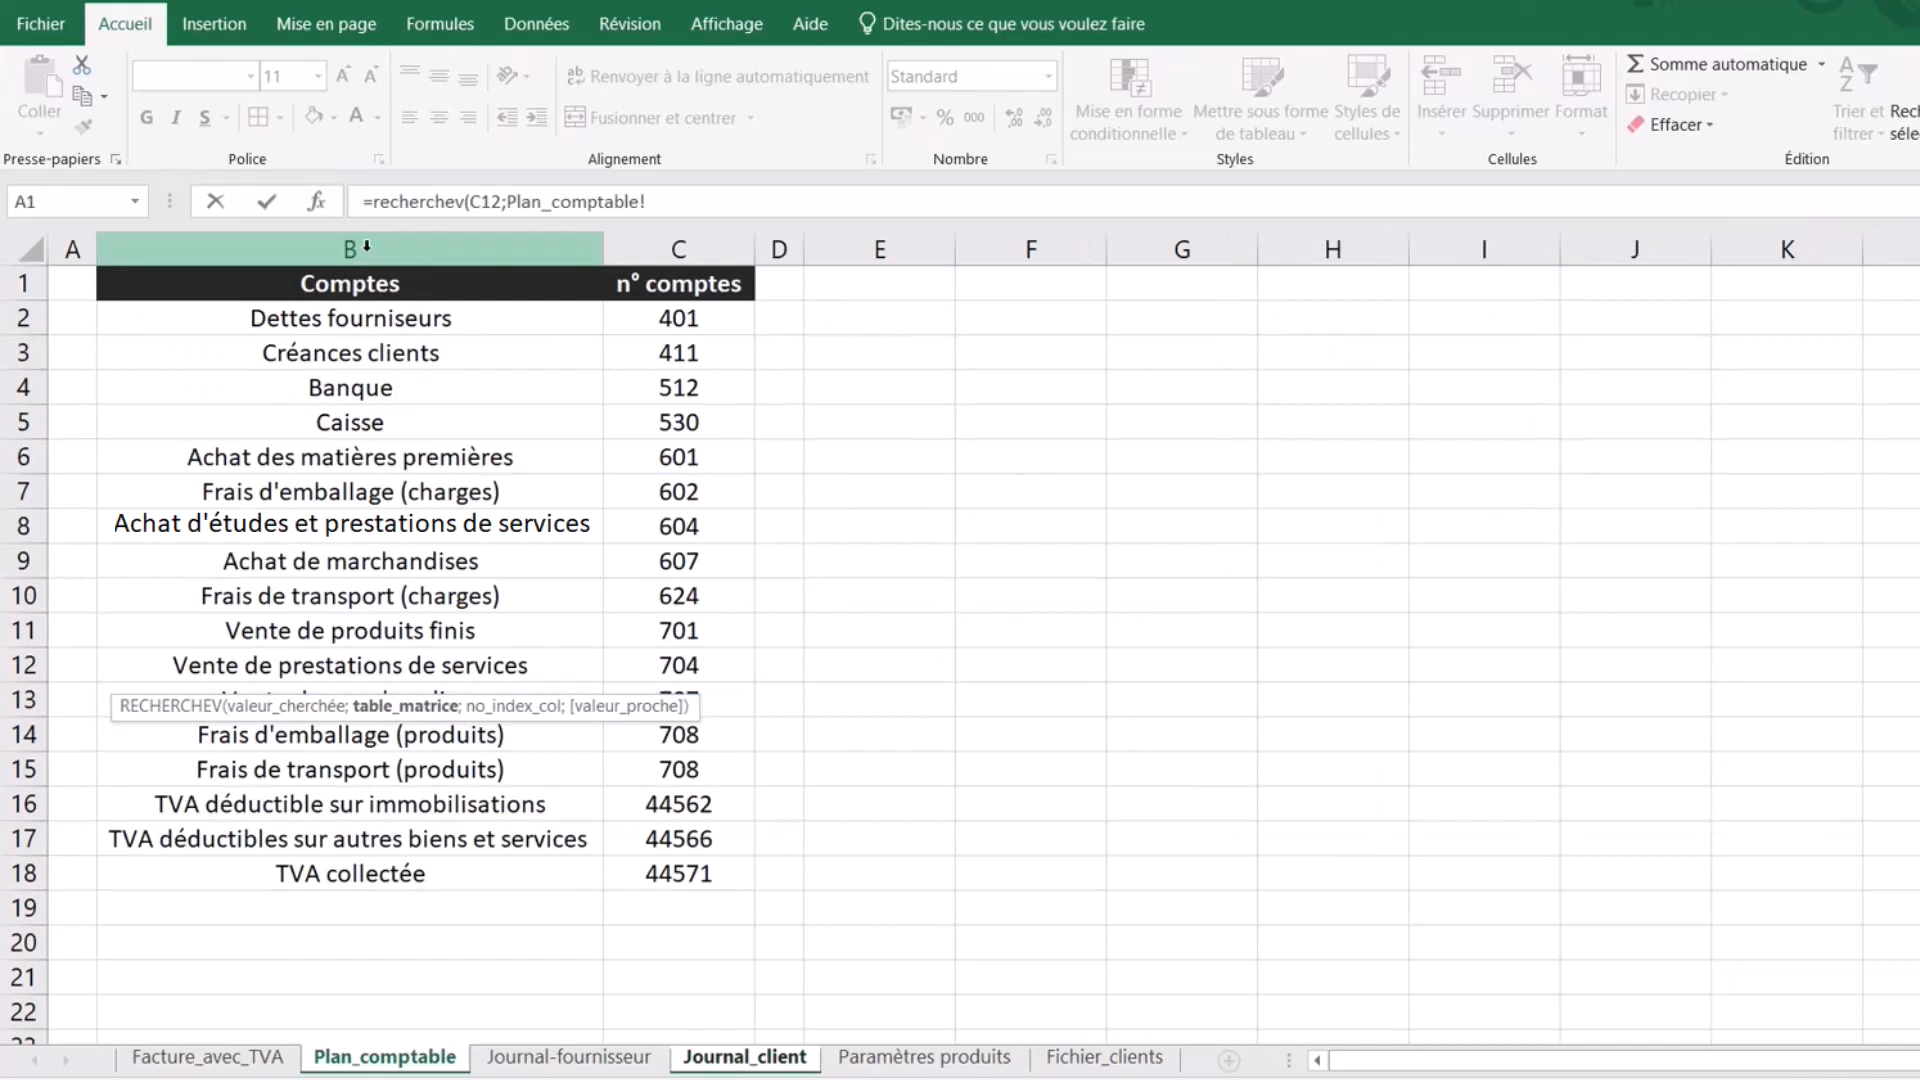 Fichier Accueil Insertion Mise en page Formules Données Révision Affichage Aide Dites-nous ce que vous voulez faire
Coller
11
Renvoyer à la ligne automatiquement
Standard
Mise en forme conditionnelle
Mettre sous forme de tableau
Styles de cellules
Insérer Supprimer Format
Somme automatique
Recopier
Effacer
Trier et filtrer
G I S
Fusionner et centrer
% 000
Presse-papiers Police Alignement Nombre Styles Cellules Édition
A1 fx =recherchev(C12;Plan_comptable!
A B C D E F G H I J K
1 Comptes n° comptes
2 Dettes fourniseurs 401
3 Créances clients 411
4 Banque 512
5 Caisse 530
6 Achat des matières premières 601
7 Frais d'emballage (charges) 602
8 Achat d'études et prestations de services 604
9 Achat de marchandises 607
10 Frais de transport (charges) 624
11 Vente de produits finis 701
12 Vente de prestations de services 704
13
RECHERCHEV(valeur_cherchée; table_matrice; no_index_col; [valeur_proche])
14 Frais d'emballage (produits) 708
15 Frais de transport (produits) 708
16 TVA déductible sur immobilisations 44562
17 TVA déductibles sur autres biens et services 44566
18 TVA collectée 44571
19
20
21
22
Facture_avec_TVA Plan_comptable Journal-fournisseur Journal_client Paramètres produits Fichier_clients